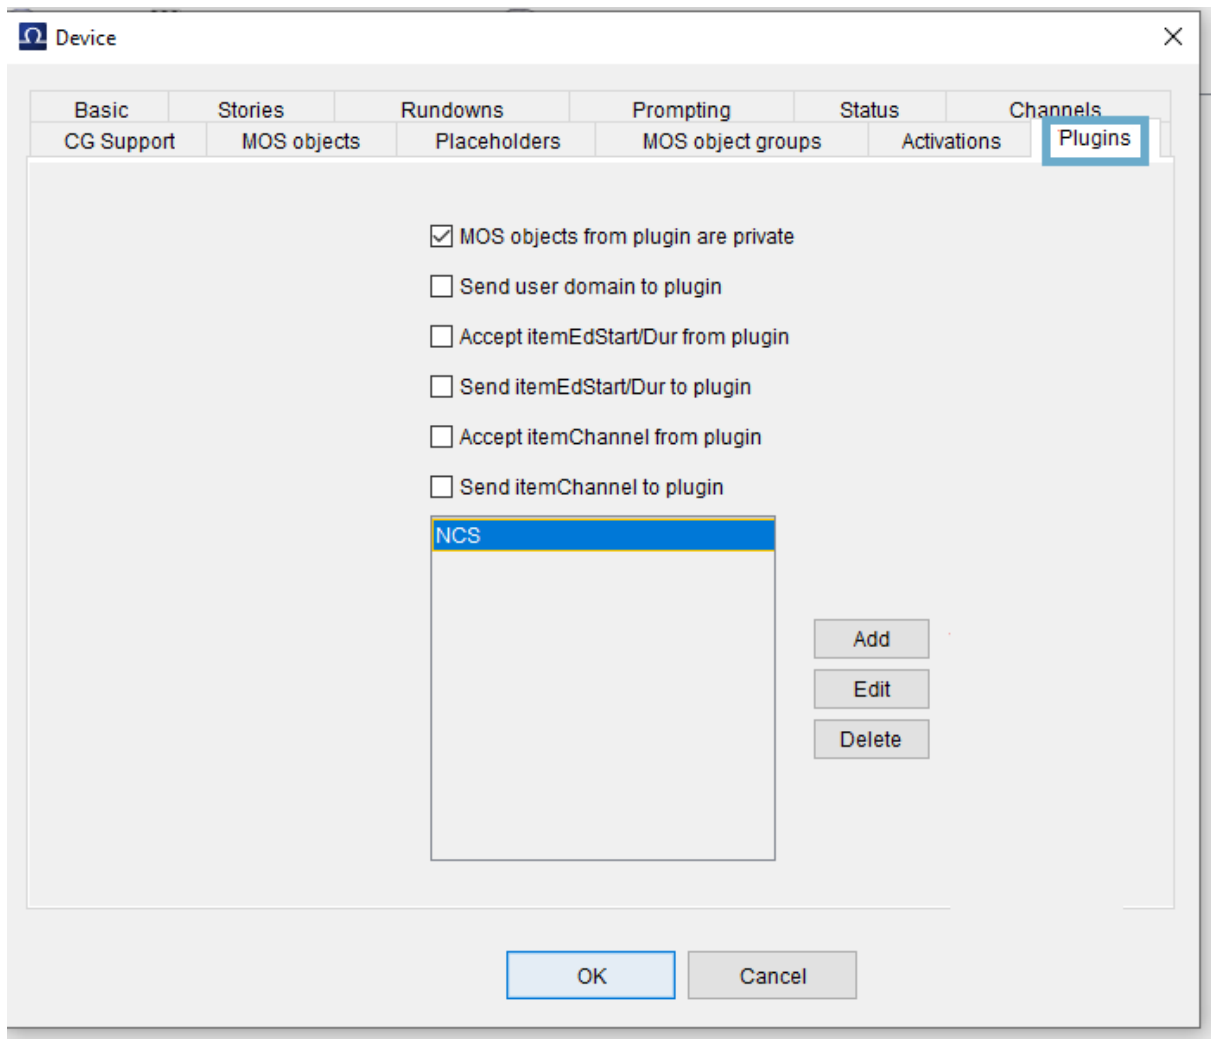 Device
Basic Stories Rundowns Prompting Status Channels
CG Support MOS objects Placeholders MOS object groups Activations Plugins
MOS objects from plugin are private
Send user domain to plugin
Accept itemEdStart/Dur from plugin
Send itemEdStart/Dur to plugin
Accept itemChannel from plugin
Send itemChannel to plugin
NCS
Add
Edit
Delete
OK Cancel